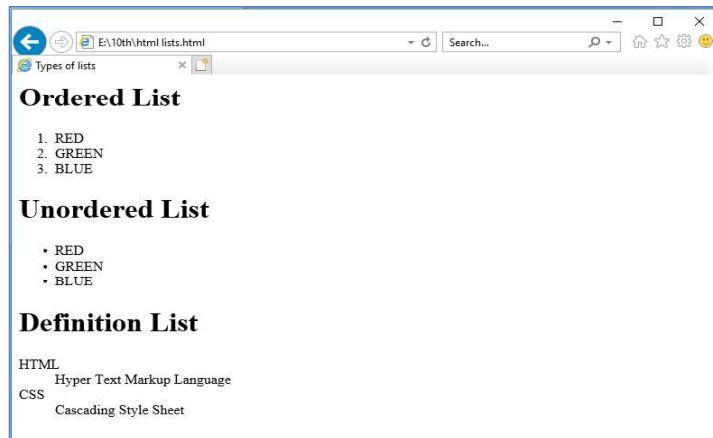 E:\10th\html lists.html
Search...
Types of lists
Ordered List
1. RED
2. GREEN
3. BLUE
Unordered List
• RED
• GREEN
• BLUE
Definition List
HTML
Hyper Text Markup Language
CSS
Cascading Style Sheet